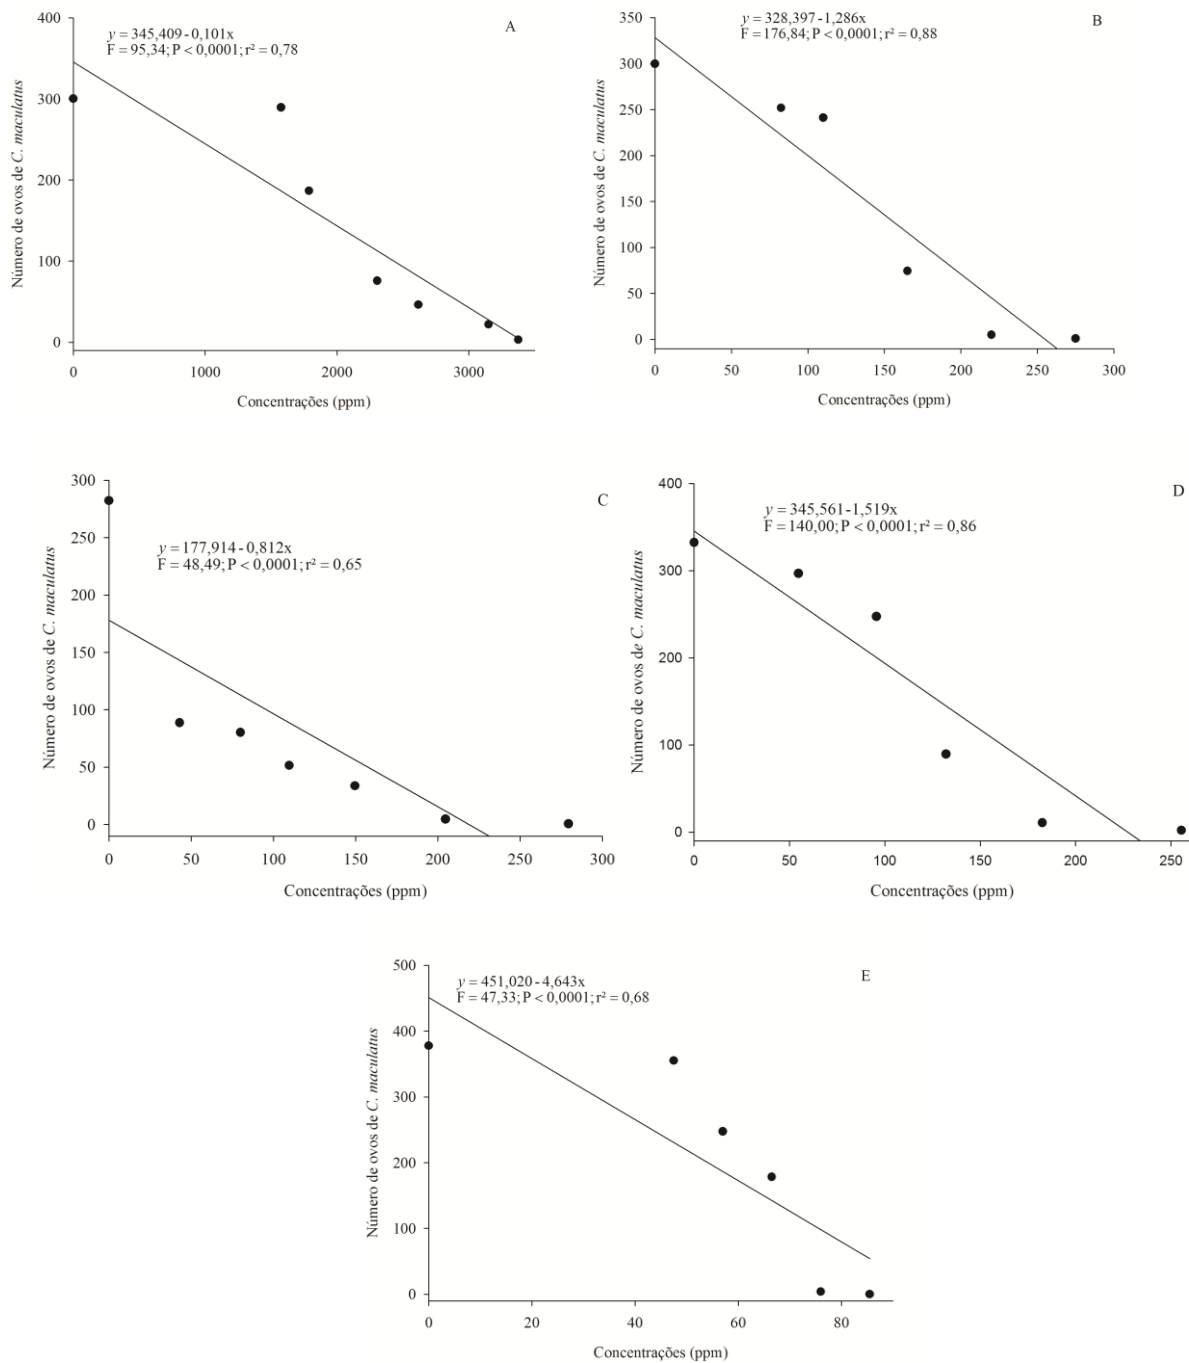 A
y = 345,409 - 0,101x
F = 95,34; P < 0,0001; r² = 0,78
Número de ovos de C. maculatus
400
300
200
100
0
0 1000 2000 3000
Concentrações (ppm)
B
y = 328,397-1,286x
F = 176,84; P < 0,0001; r² = 0,88
Número de ovos de C. maculatus
350
300
250
200
150
100
50
0
0 50 100 150 200 250 300
Concentrações (ppm)
C
y = 177,914 - 0,812x
F = 48,49; P < 0,0001; r² = 0,65
Número de ovos de C. maculatus
300
250
200
150
100
50
0
0 50 100 150 200 250 300
Concentrações (ppm)
D
y = 345,561-1,519x
F = 140,00; P < 0,0001; r² = 0,86
Número de ovos de C. maculatus
400
300
200
100
0
0 50 100 150 200 250
Concentrações (ppm)
E
y = 451,020 - 4,643x
F = 47,33; P < 0,0001; r² = 0,68
Número de ovos de C. maculatus
500
400
300
200
100
0
0 20 40 60 80
Concentrações (ppm)